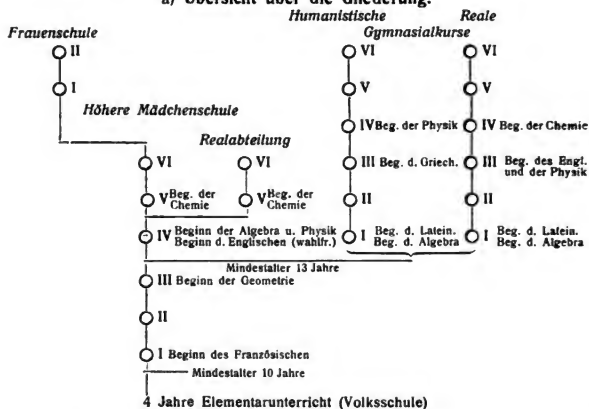 a) Übersicht über die Gliederung.
Humanistische Reale
Frauenschule Gymnasialkurse
II VI VI
I V V
Höhere Mädchenschule
IV Beg. der Physik IV Beg. der Chemie
Realabteilung
VI VI III Beg. d. Griech. III Beg. des Engl. und der Physik
V Beg. der Chemie V Beg. der Chemie II II
IV Beginn der Algebra u. Physik
Beginn d. Englischen (wahlfr.)
I Beg. d. Latein. I Beg. d. Latein.
Beg. d. Algebra Beg. d. Algebra
Mindestalter 13 Jahre
III Beginn der Geometrie
II
I Beginn des Französischen
Mindestalter 10 Jahre
4 Jahre Elementarunterricht (Volksschule)